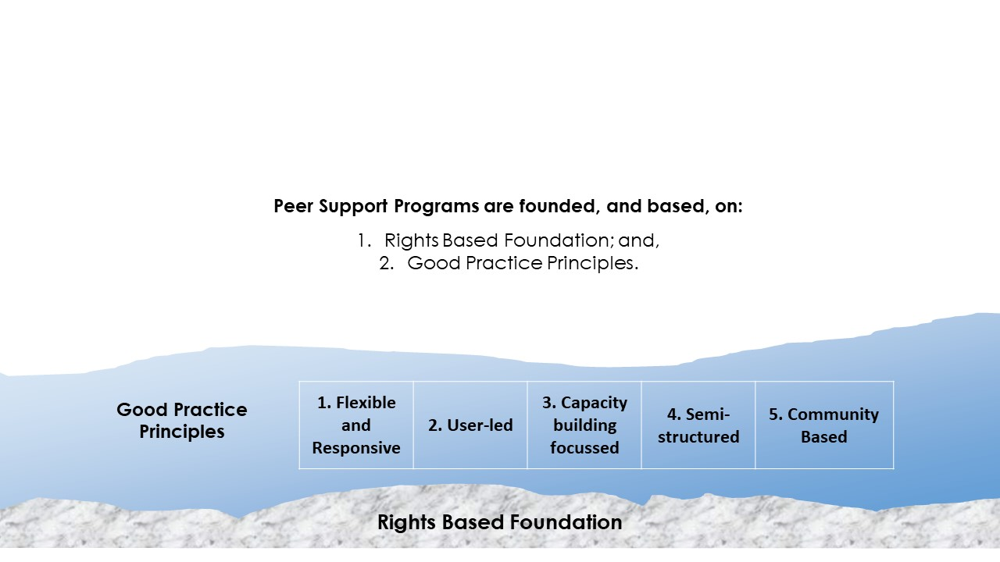 Peer Support Programs are founded, and based, on:
1. Rights Based Foundation; and,
2. Good Practice Principles.
Good Practice
Principles
1. Flexible
and
Responsive
2. User-led
3. Capacity
building
focussed
4. Semi-
structured
5. Community
Based
Rights Based Foundation